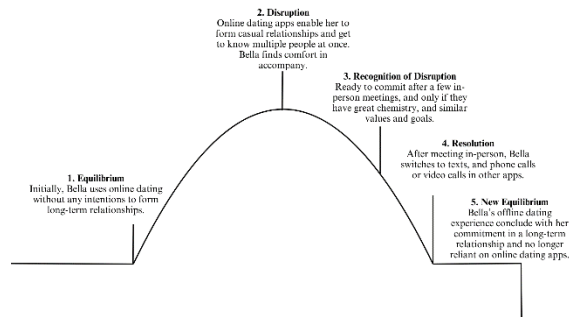 2. Disruption
Online dating apps enable her to
form casual relationships and get
to know multiple people at once.
Bella finds comfort in
accompany.
3. Recognition of Disruption
Ready to commit after a few in-
person meetings, and only if they
have great chemistry, and similar
values and goals.
4. Resolution
After meeting in-person, Bella
switches to texts, and phone calls
or video calls in other apps.
1. Equilibrium
Initially, Bella uses online dating
without any intentions to form
long-term relationships.
5. New Equilibrium
Bella's offline dating
experience conclude with her
commitment in a long-term
relationship and no longer
reliant on online dating apps.